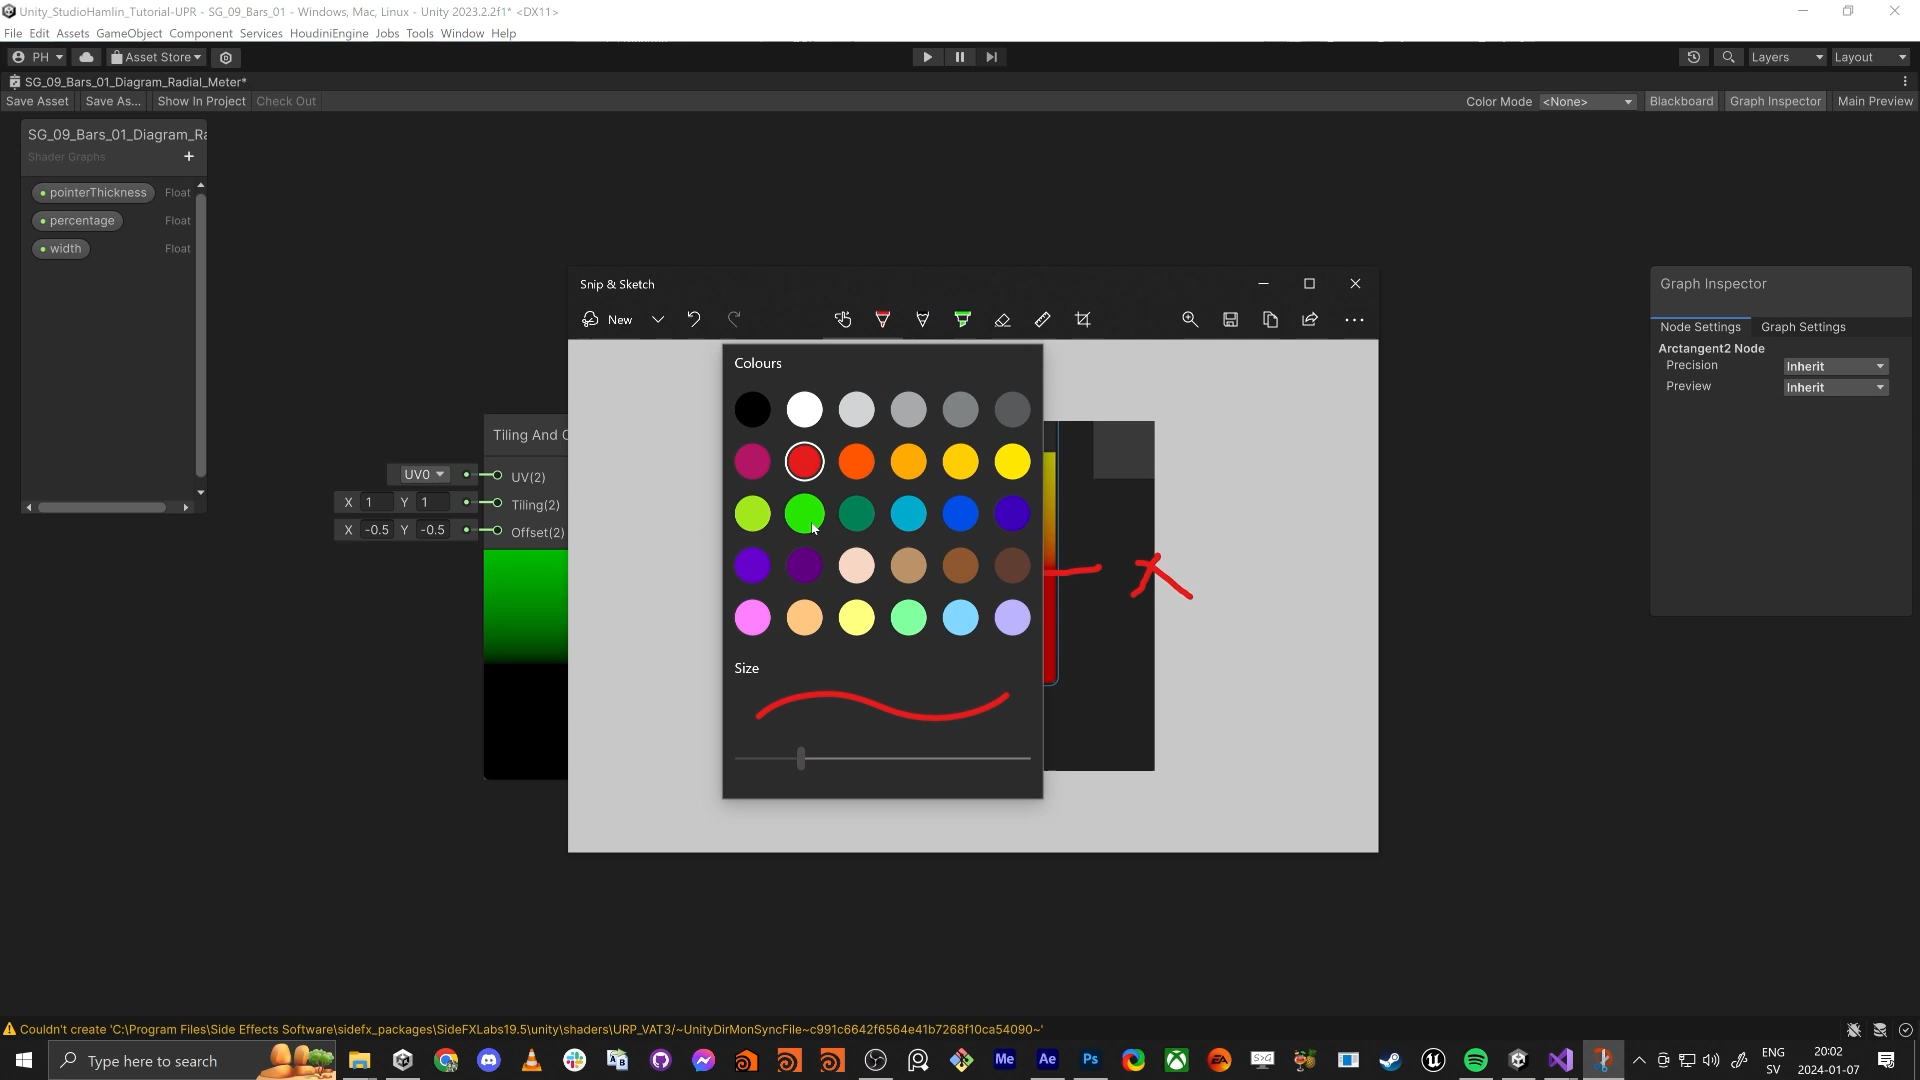 Unity_StudioHamlin_Tutorial-UPR - SG_09_Bars_01 - Windows, Mac, Linux - Unity 2023.2.2f1* <DX11>
File Edit Assets GameObject Component Services HoudiniEngine Jobs Tools Window Help
PH Asset Store Layers Layout
SG_09_Bars_01_Diagram_Radial_Meter*
Save Asset Save As... Show In Project Check Out Color Mode <None> Blackboard Graph Inspector Main Preview
SG_09_Bars_01_Diagram_Ra
Shader Graphs +
pointerThickness Float
percentage Float
width Float
Snip & Sketch
New
Colours
Size
x
Tiling And O
UV0 UV(2)
X 1 Y 1 Tiling(2)
X -0.5 Y -0.5 Offset(2)
Graph Inspector
Node Settings Graph Settings
Arctangent2 Node
Precision Inherit
Preview Inherit
Couldn't create 'C:\Program Files\Side Effects Software\sidefx_packages\SideFXLabs19.5\unity\shaders\URP_VAT3/~UnityDirMonSyncFile~c991c6642f6564e41b7268f10ca54090~'
Type here to search
Me Ae Ps EA
ENG
SV
20:02
2024-01-07